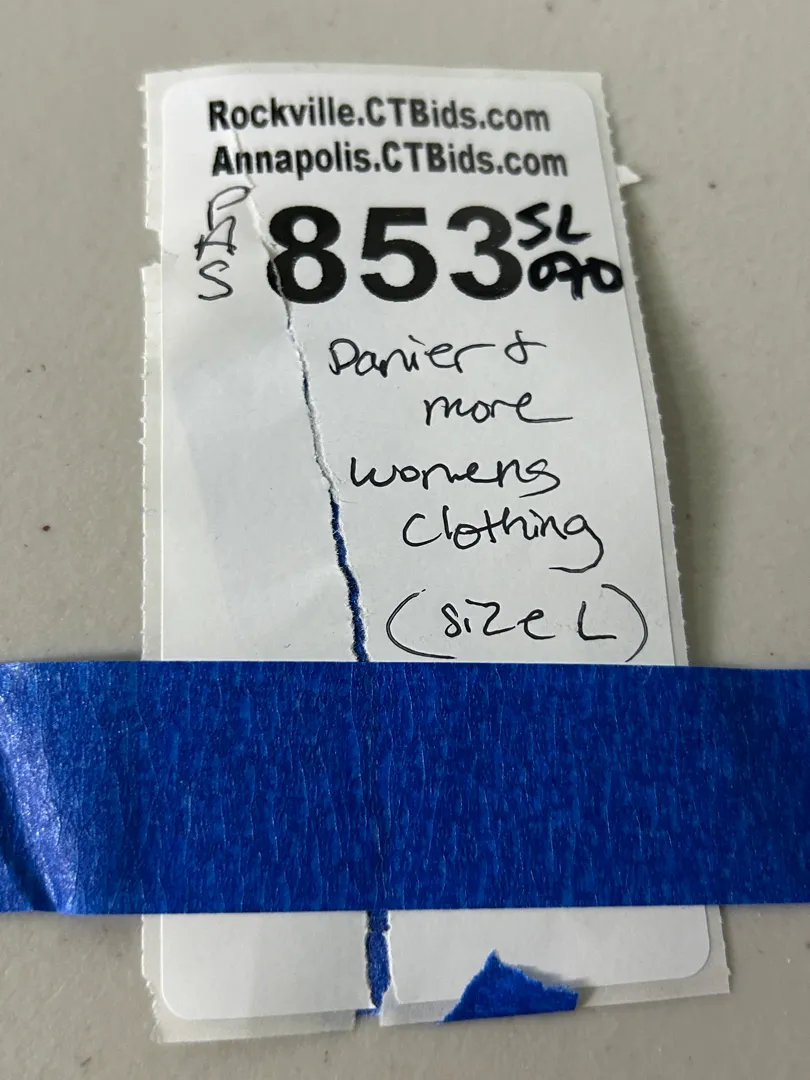 Rockville.CTBids.com
Annapolis.CTBids.com
PAS
853 SL
070
Danier &
more
womens
Clothing
(size L)